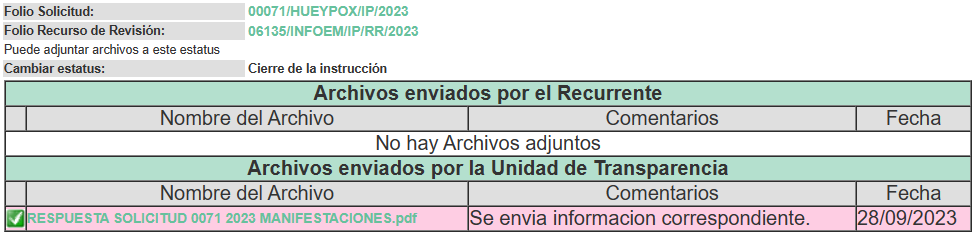 Folio Solicitud: 00071/HUEYPOX/IP/2023
Folio Recurso de Revisión: 06135/INFOEM/IP/RR/2023
Puede adjuntar archivos a este estatus
Cambiar estatus: Cierre de la instrucción
Archivos enviados por el Recurrente
Nombre del Archivo Comentarios Fecha
No hay Archivos adjuntos
Archivos enviados por la Unidad de Transparencia
Nombre del Archivo Comentarios Fecha
RESPUESTA SOLICITUD 0071 2023 MANIFESTACIONES.pdf Se envia informacion correspondiente. 28/09/2023